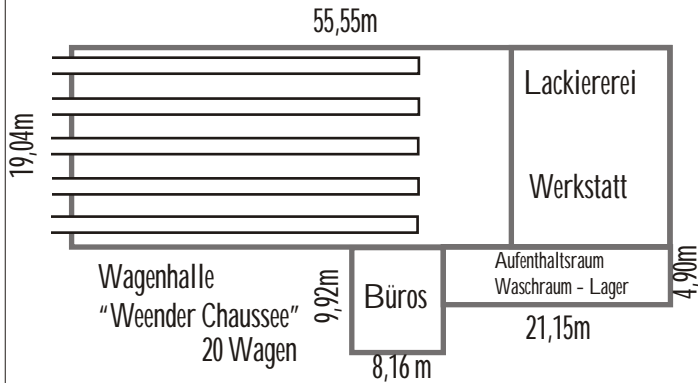 55,55m
19,04m
Lackiererei
Werkstatt
Aufenthaltsraum
Waschraum - Lager
4,90m
21,15m
Wagenhalle
"Weender Chaussee"
20 Wagen
9,92m
Büros
8,16 m